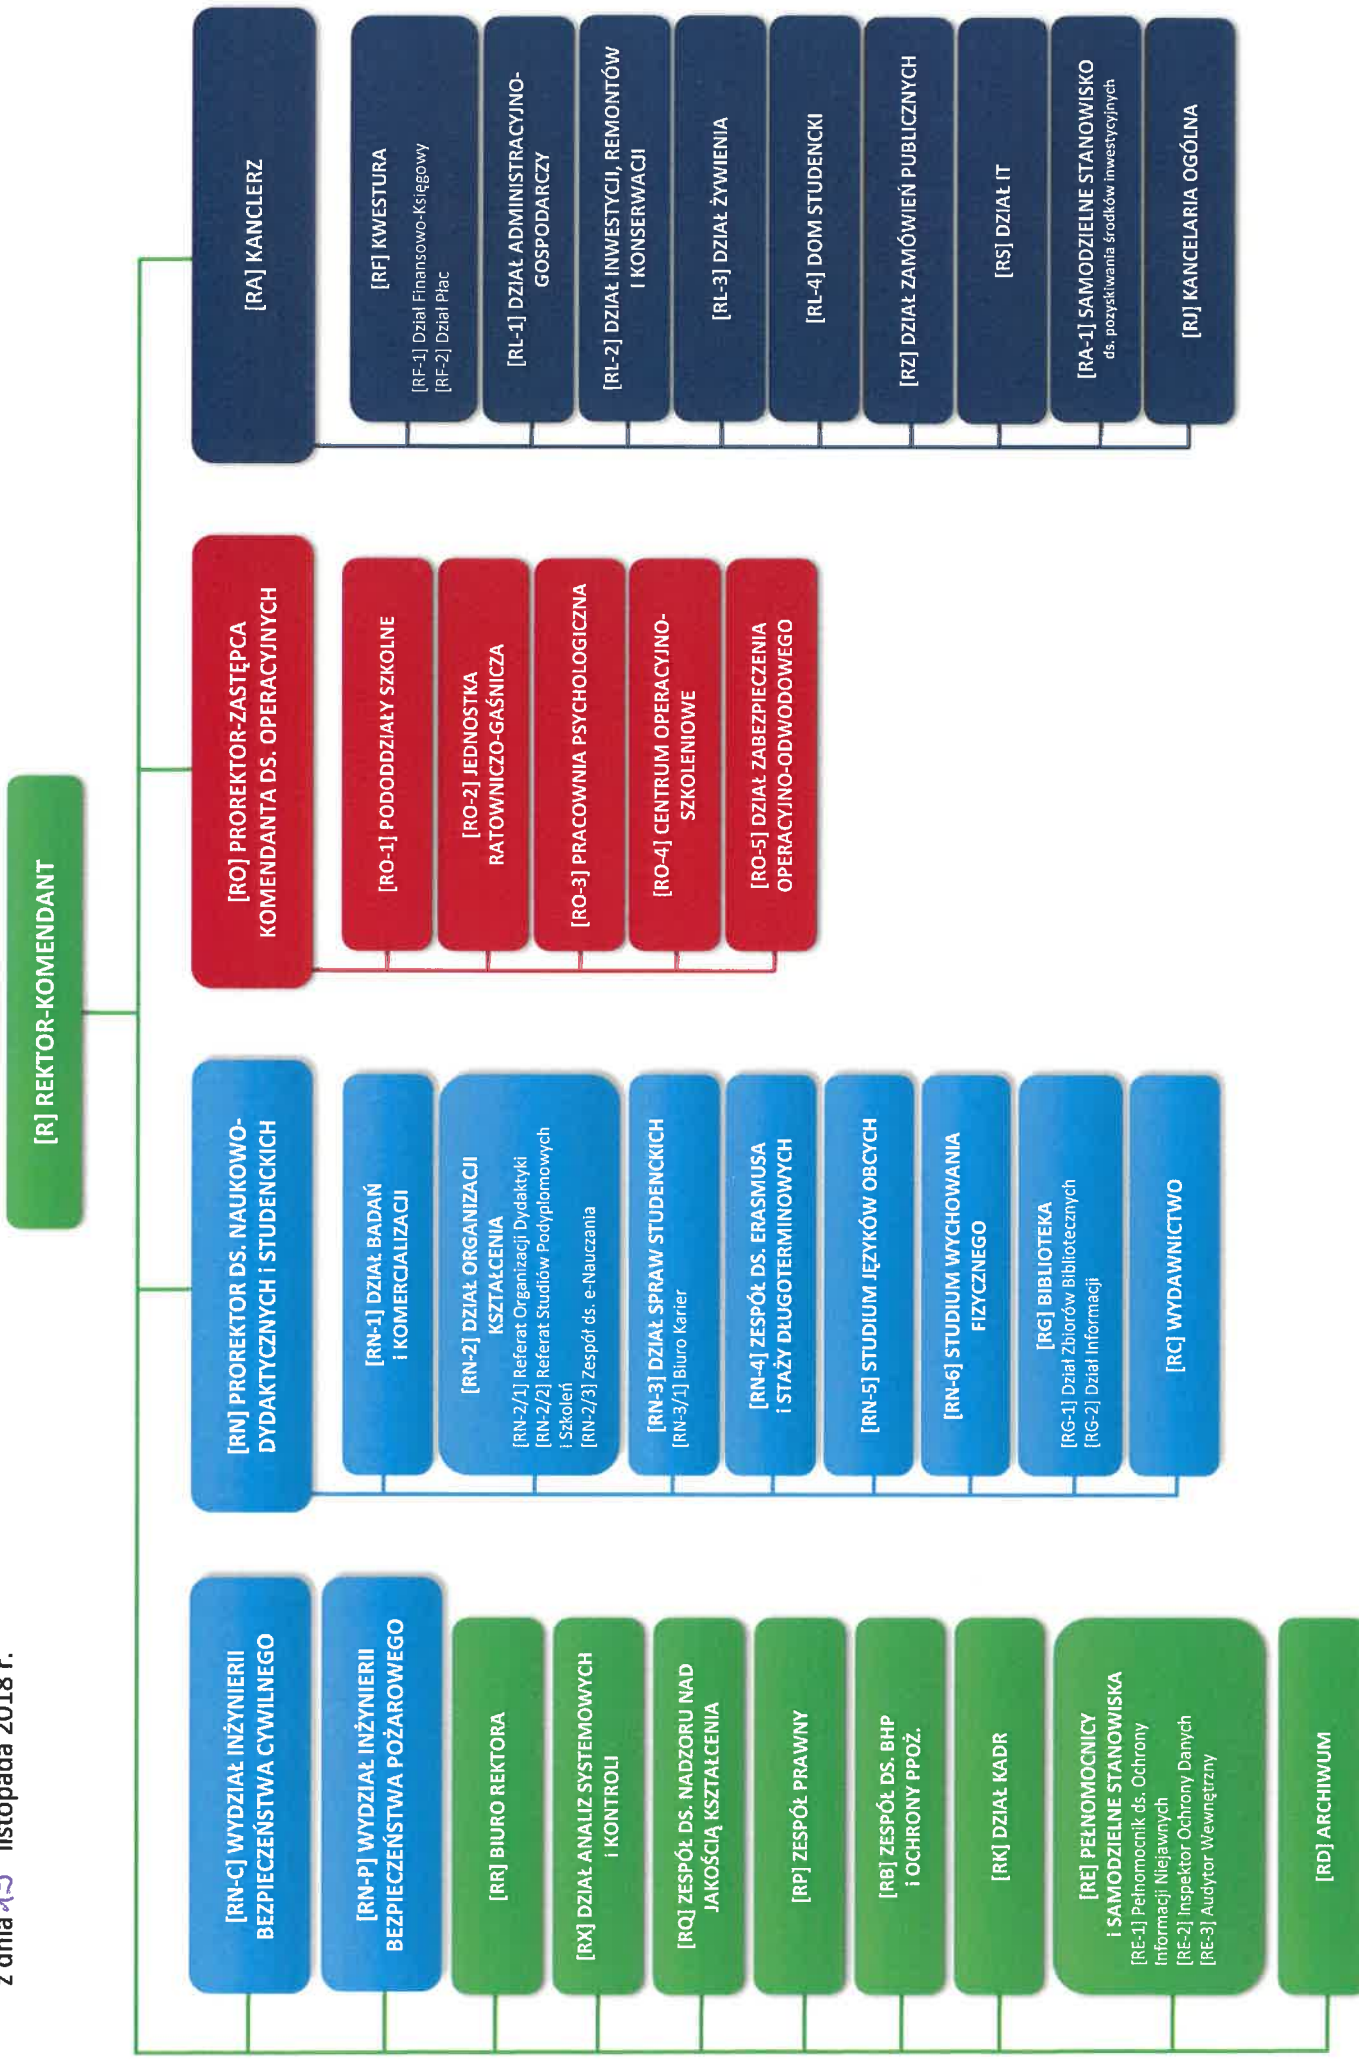 z dnia listopada 2018 r.
[R] REKTOR-KOMENDANT
[RN-C] WYDZIAŁ INŻYNIERII
BEZPIECZEŃSTWA CYWILNEGO
[RN-P] WYDZIAŁ INŻYNIERII
BEZPIECZEŃSTWA POŻAROWEGO
[RR] BIURO REKTORA
[RX] DZIAŁ ANALIZ SYSTEMOWYCH
i KONTROLI
[RQ] ZESPÓŁ DS. NADZORU NAD
JAKOŚCIĄ KSZTAŁCENIA
[RP] ZESPÓŁ PRAWNY
[RB] ZESPÓŁ DS. BHP
i OCHRONY PPOŻ.
[RK] DZIAŁ KADR
[RE] PEŁNOMOCNICY
i SAMODZIELNE STANOWISKA
[RE-1] Pełnomocnik ds. Ochrony
Informacji Niejawnych
[RE-2] Inspektor Ochrony Danych
[RE-3] Audytor Wewnętrzny
[RD] ARCHIWUM
[RN] PROREKTOR DS. NAUKOWO-
DYDAKTYCZNYCH i STUDENCKICH
[RN-1] DZIAŁ BADAŃ
i KOMERCJALIZACJI
[RN-2] DZIAŁ ORGANIZACJI
KSZTAŁCENIA
[RN-2/1] Referat Organizacji Dydaktyki
[RN-2/2] Referat Studiów Podyplomowych
i Szkoleń
[RN-2/3] Zespół ds. e-Nauczania
[RN-3] DZIAŁ SPRAW STUDENCKICH
[RN-3/1] Biuro Karier
[RN-4] ZESPÓŁ DS. ERASMUSA
i STAŻY DŁUGOTERMINOWYCH
[RN-5] STUDIUM JĘZYKÓW OBCYCH
[RN-6] STUDIUM WYCHOWANIA
FIZYCZNEGO
[RG] BIBLIOTEKA
[RG-1] Dział Zbiorów Bibliotecznych
[RG-2] Dział Informacji
[RC] WYDAWNICTWO
[RO] PROREKTOR-ZASTĘPCA
KOMENDANTA DS. OPERACYJNYCH
[RO-1] PODODDZIAŁY SZKOLNE
[RO-2] JEDNOSTKA
RATOWNICZO-GAŚNICZA
[RO-3] PRACOWNIA PSYCHOLOGICZNA
[RO-4] CENTRUM OPERACYJNO-
SZKOLENIOWE
[RO-5] DZIAŁ ZABEZPIECZENIA
OPERACYJNO-ODWODOWEGO
[RA] KANCLERZ
[RF] KWESTURA
[RF-1] Dział Finansowo-Księgowy
[RF-2] Dział Płac
[RL-1] DZIAŁ ADMINISTRACYJNO-
GOSPODARCZY
[RL-2] DZIAŁ INWESTYCJI, REMONTÓW
I KONSERWACJI
[RL-3] DZIAŁ ŻYWIENIA
[RL-4] DOM STUDENCKI
[RZ] DZIAŁ ZAMÓWIEŃ PUBLICZNYCH
[RS] DZIAŁ IT
[RA-1] SAMODZIELNE STANOWISKO
ds. pozyskiwania środków inwestycyjnych
[RJ] KANCELARIA OGÓLNA